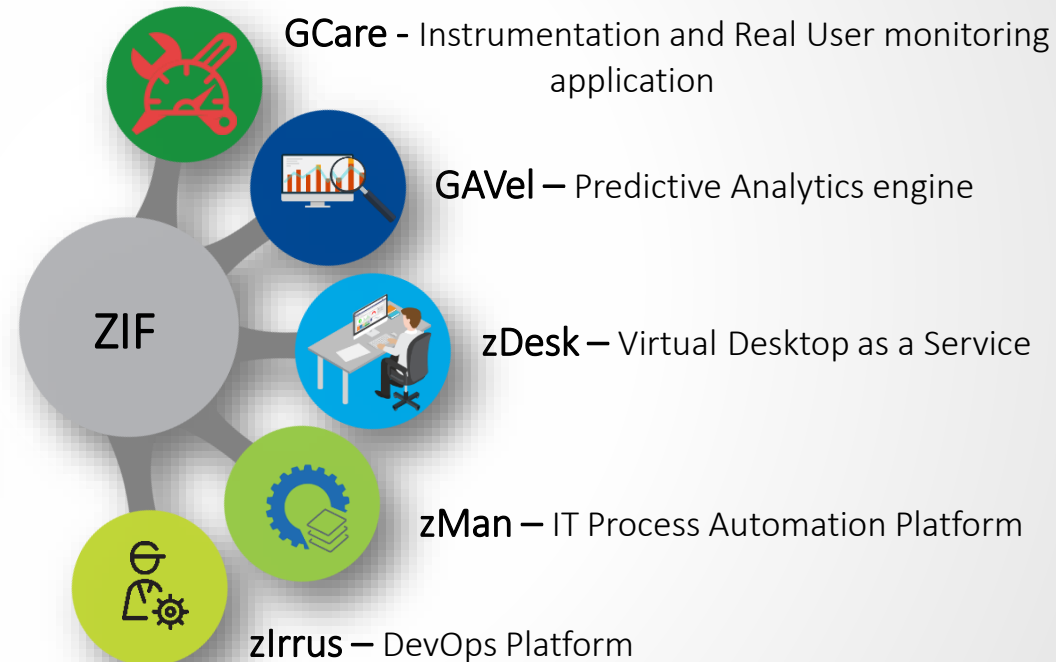 GCare - Instrumentation and Real User monitoring
application
GAVel – Predictive Analytics engine
ZIF
zDesk – Virtual Desktop as a Service
zMan – IT Process Automation Platform
zIrrus – DevOps Platform